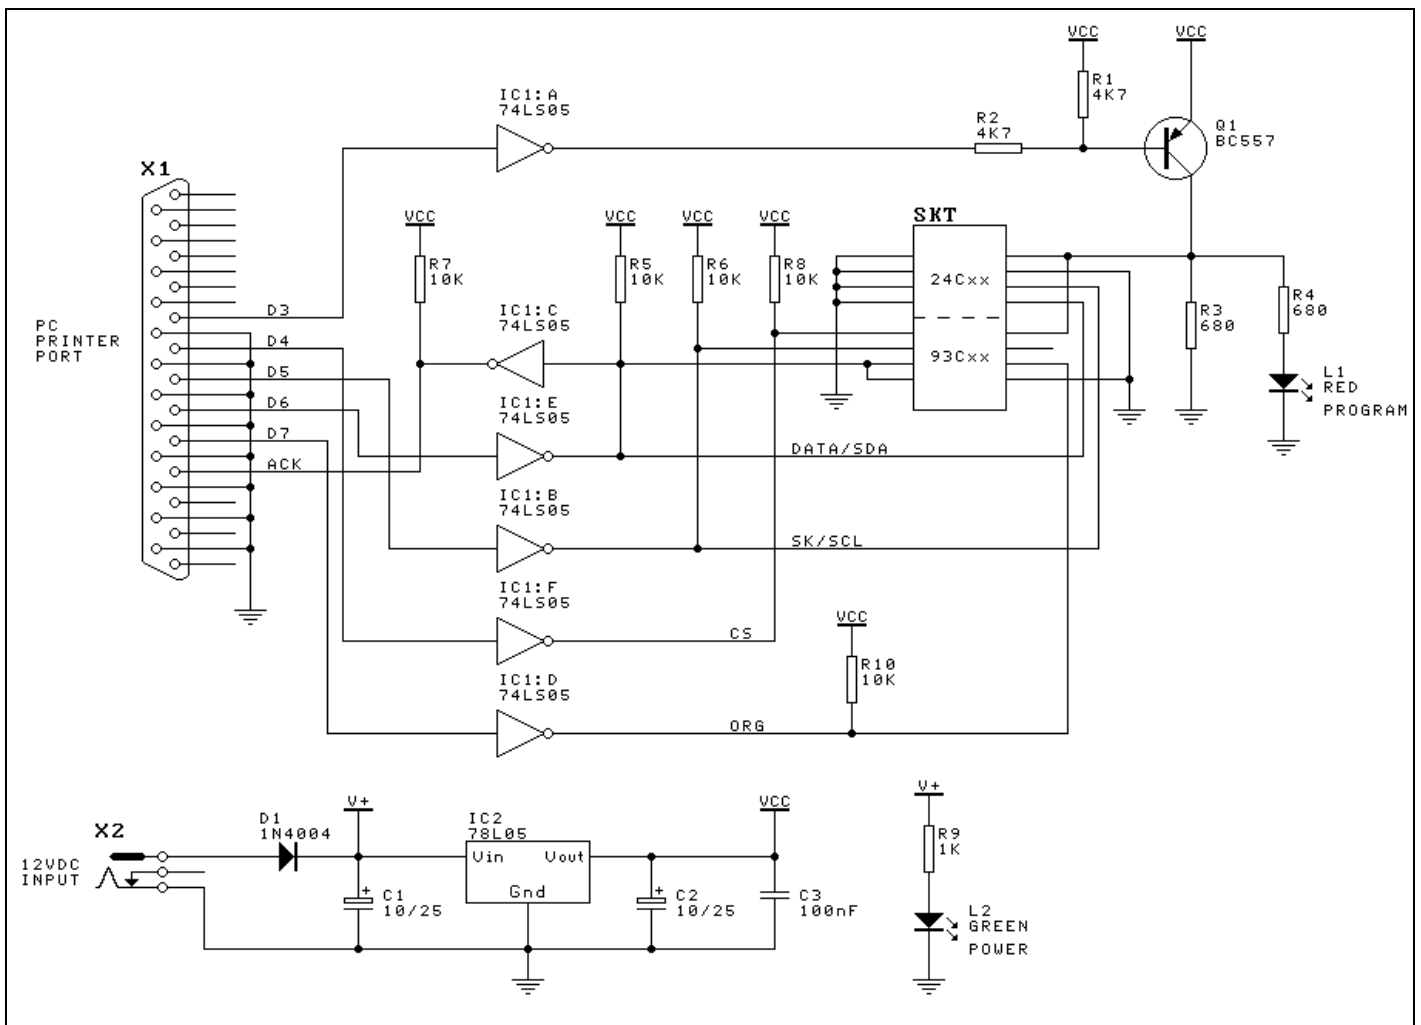 VCC
VCC
R1
4K7
IC1:A
74LS05
R2
4K7
Q1
BC557
X1
VCC
VCC
VCC
VCC
SKT
R7
10K
R5
10K
R6
10K
R8
10K
24Cxx
93Cxx
R3
680
R4
680
D3
IC1:C
74LS05
PC
PRINTER
PORT
D4
D5
D6
D7
ACK
L1
RED
PROGRAM
IC1:E
74LS05
DATA/SDA
IC1:B
74LS05
SK/SCL
IC1:F
74LS05
CS
VCC
R10
10K
IC1:D
74LS05
ORG
X2
12VDC
INPUT
D1
1N4004
V+
IC2
78L05
Vin
Vout
Gnd
VCC
C1
10/25
+
C2
10/25
+
C3
100nF
V+
R9
1K
L2
GREEN
POWER